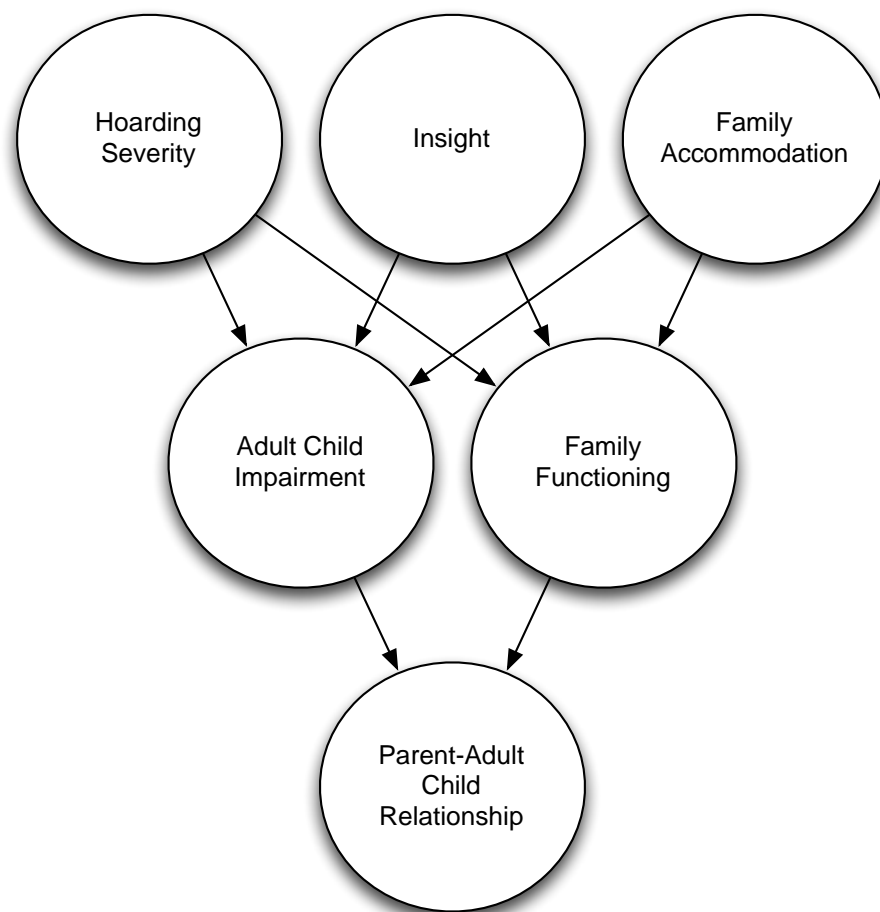 Hoarding
Severity
Insight
Family
Accommodation
Adult Child
Impairment
Family
Functioning
Parent-Adult
Child
Relationship